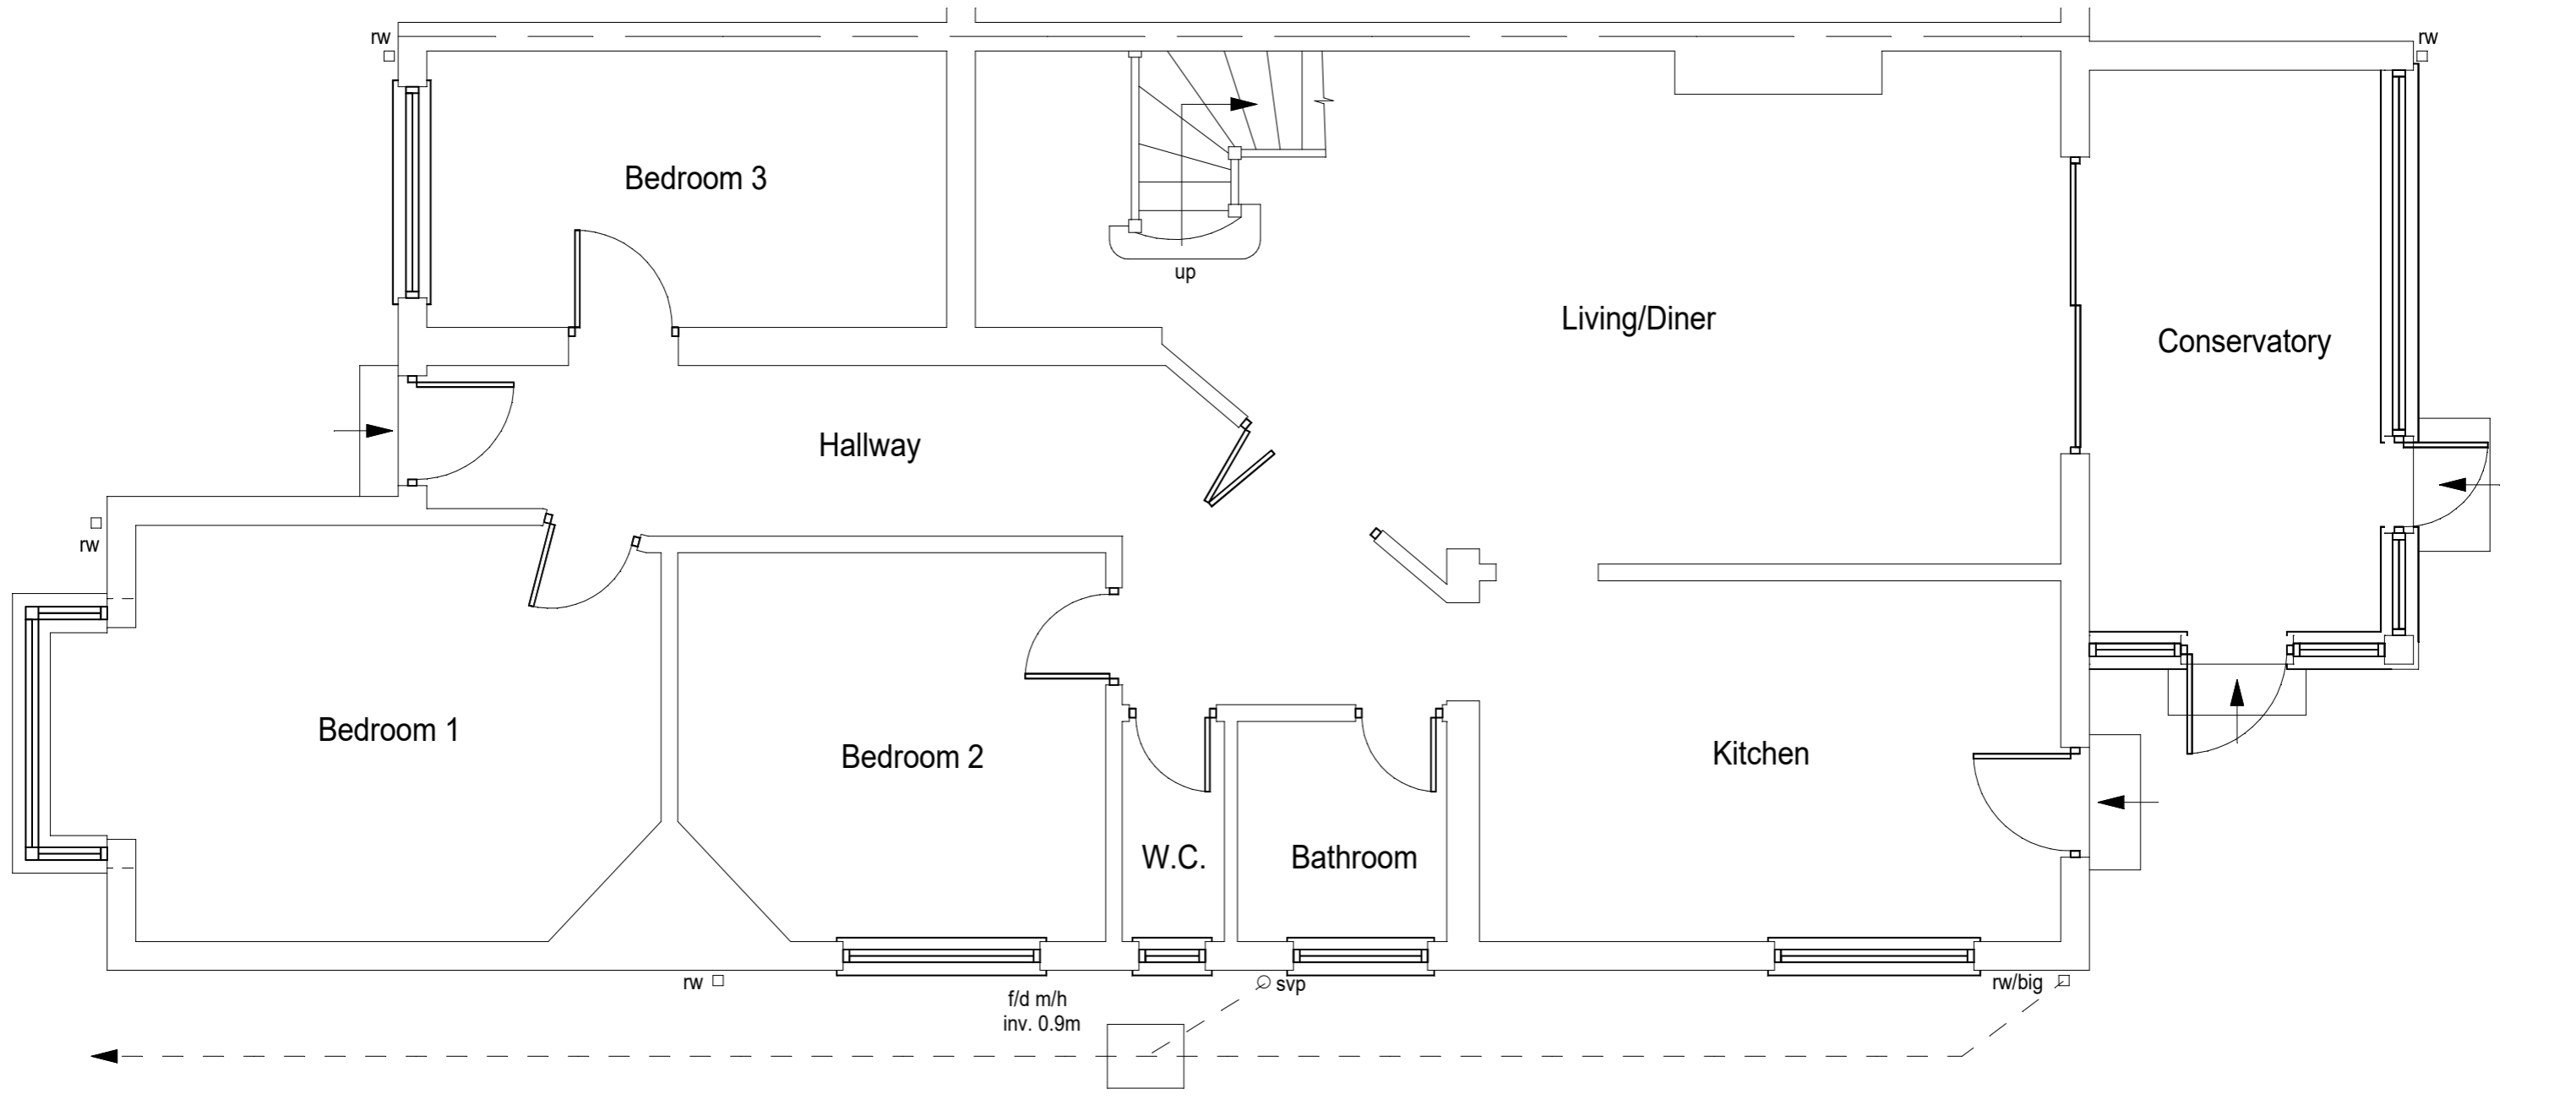 rw
rw
Bedroom 3
up
Living/Diner
Conservatory
Hallway
rw
Bedroom 1
Bedroom 2
Kitchen
W.C.
Bathroom
rw
svp
rw/big
f/d m/h
inv. 0.9m